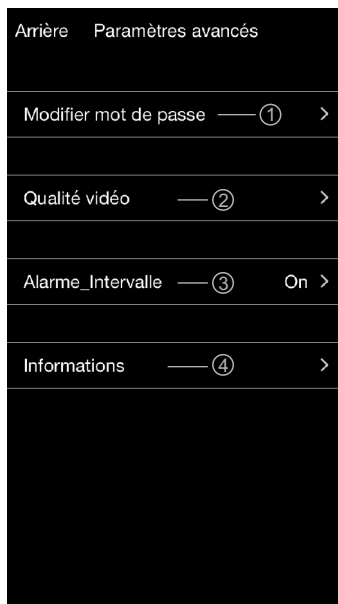 Arrière Paramètres avancés
Modifier mot de passe ① >
Qualité vidéo ② >
Alarme_Intervalle ③ On >
Informations ④ >